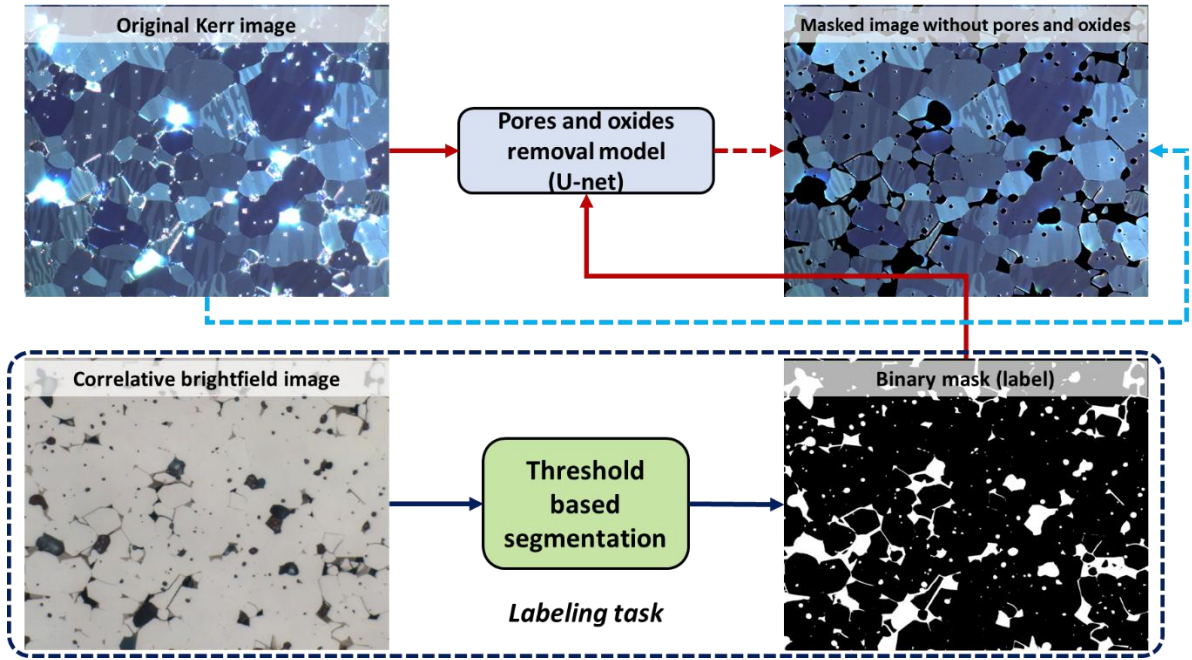 Original Kerr image
Masked image without pores and oxides
Pores and oxides
removal model
(U-net)
Correlative brightfield image
Binary mask (label)
Threshold
based
segmentation
Labeling task